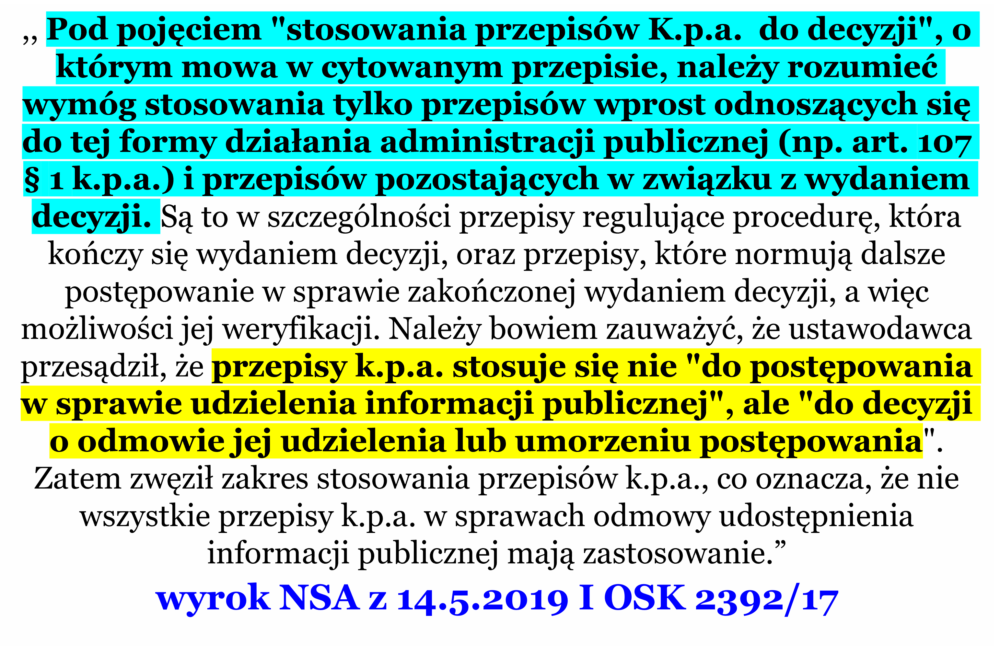 ,, Pod pojęciem "stosowania przepisów K.p.a.  do decyzji", o
którym mowa w cytowanym przepisie, należy rozumieć
wymóg stosowania tylko przepisów wprost odnoszących się
do tej formy działania administracji publicznej (np. art. 107
§ 1 k.p.a.) i przepisów pozostających w związku z wydaniem
decyzji. Są to w szczególności przepisy regulujące procedurę, która
kończy się wydaniem decyzji, oraz przepisy, które normują dalsze
postępowanie w sprawie zakończonej wydaniem decyzji, a więc
możliwości jej weryfikacji. Należy bowiem zauważyć, że ustawodawca
przesądził, że przepisy k.p.a. stosuje się nie "do postępowania
w sprawie udzielenia informacji publicznej", ale "do decyzji
o odmowie jej udzielenia lub umorzeniu postępowania".
Zatem zwęził zakres stosowania przepisów k.p.a., co oznacza, że nie
wszystkie przepisy k.p.a. w sprawach odmowy udostępnienia
informacji publicznej mają zastosowanie.”
wyrok NSA z 14.5.2019 I OSK 2392/17